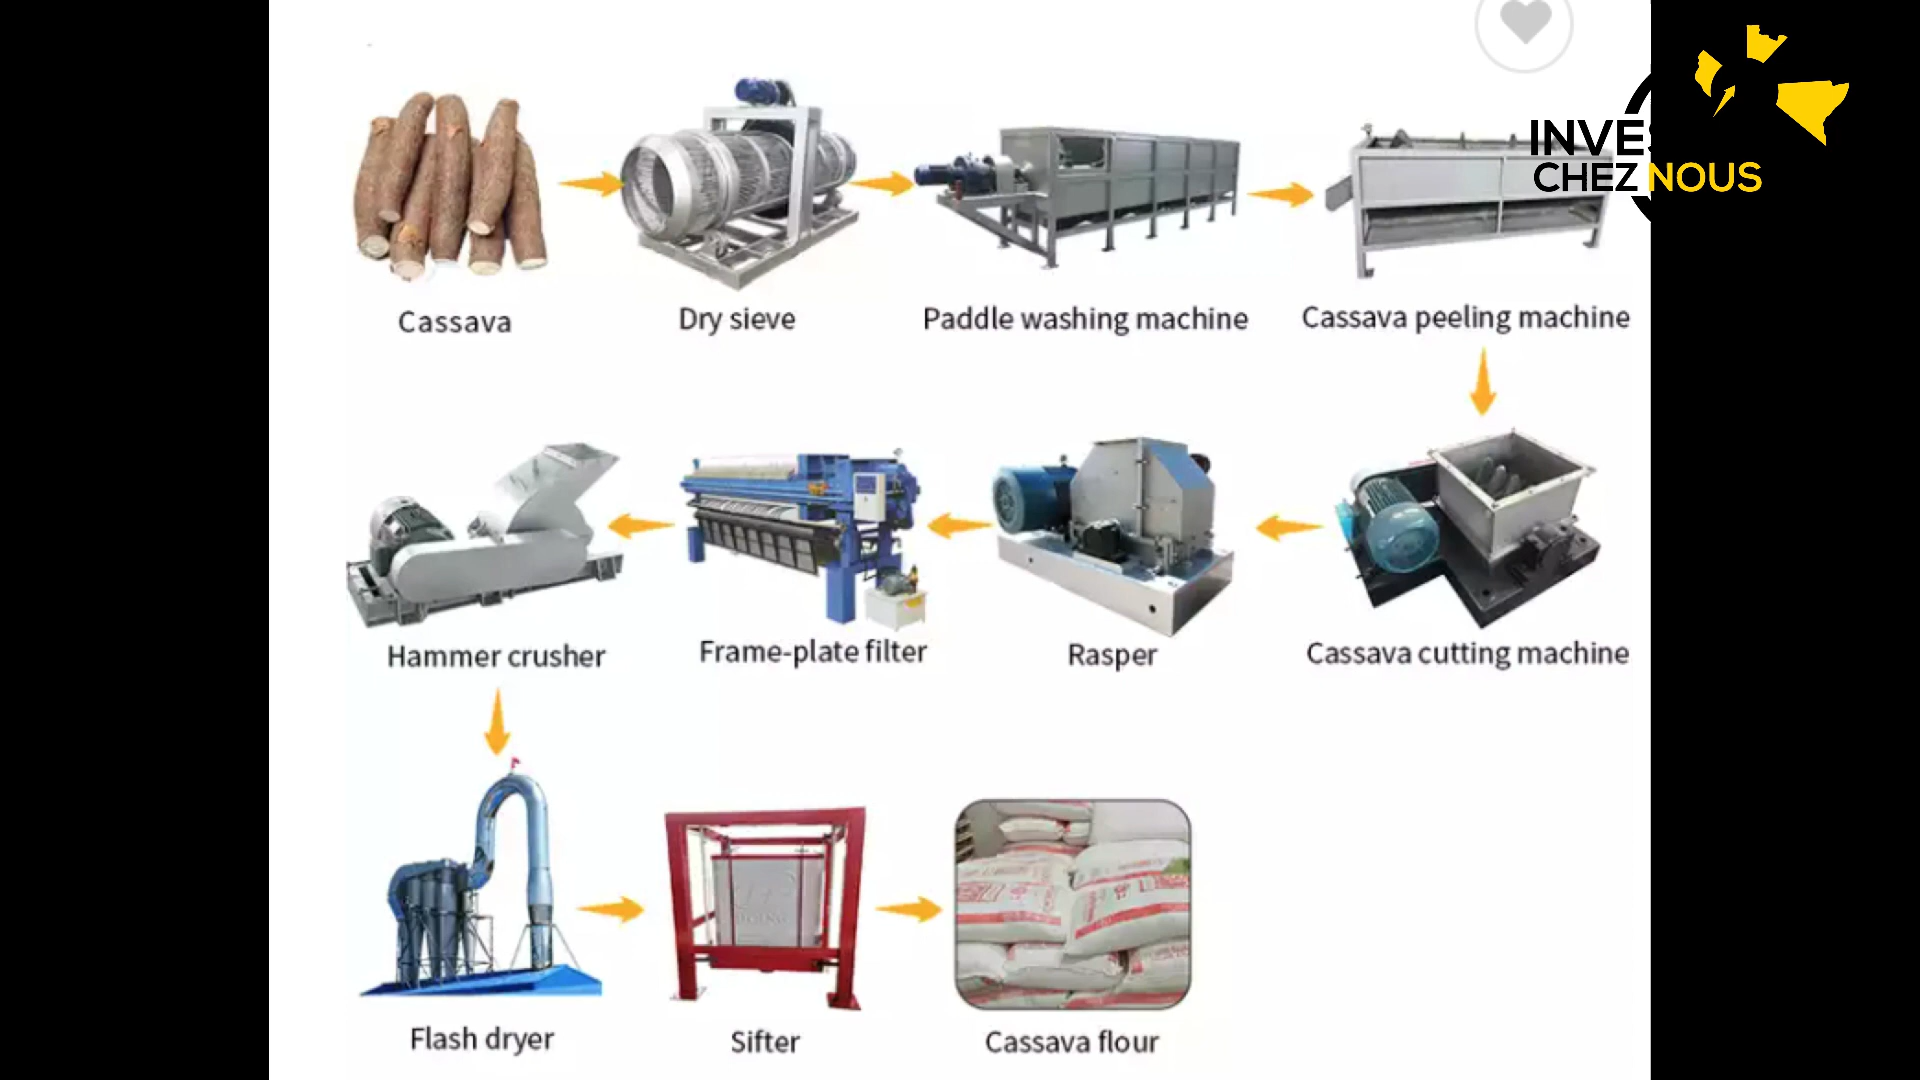 INVES
CHEZ NOUS
Cassava
Dry sieve
Paddle washing machine
Cassava peeling machine
Hammer crusher
Frame-plate filter
Rasper
Cassava cutting machine
Flash dryer
Sifter
Cassava flour